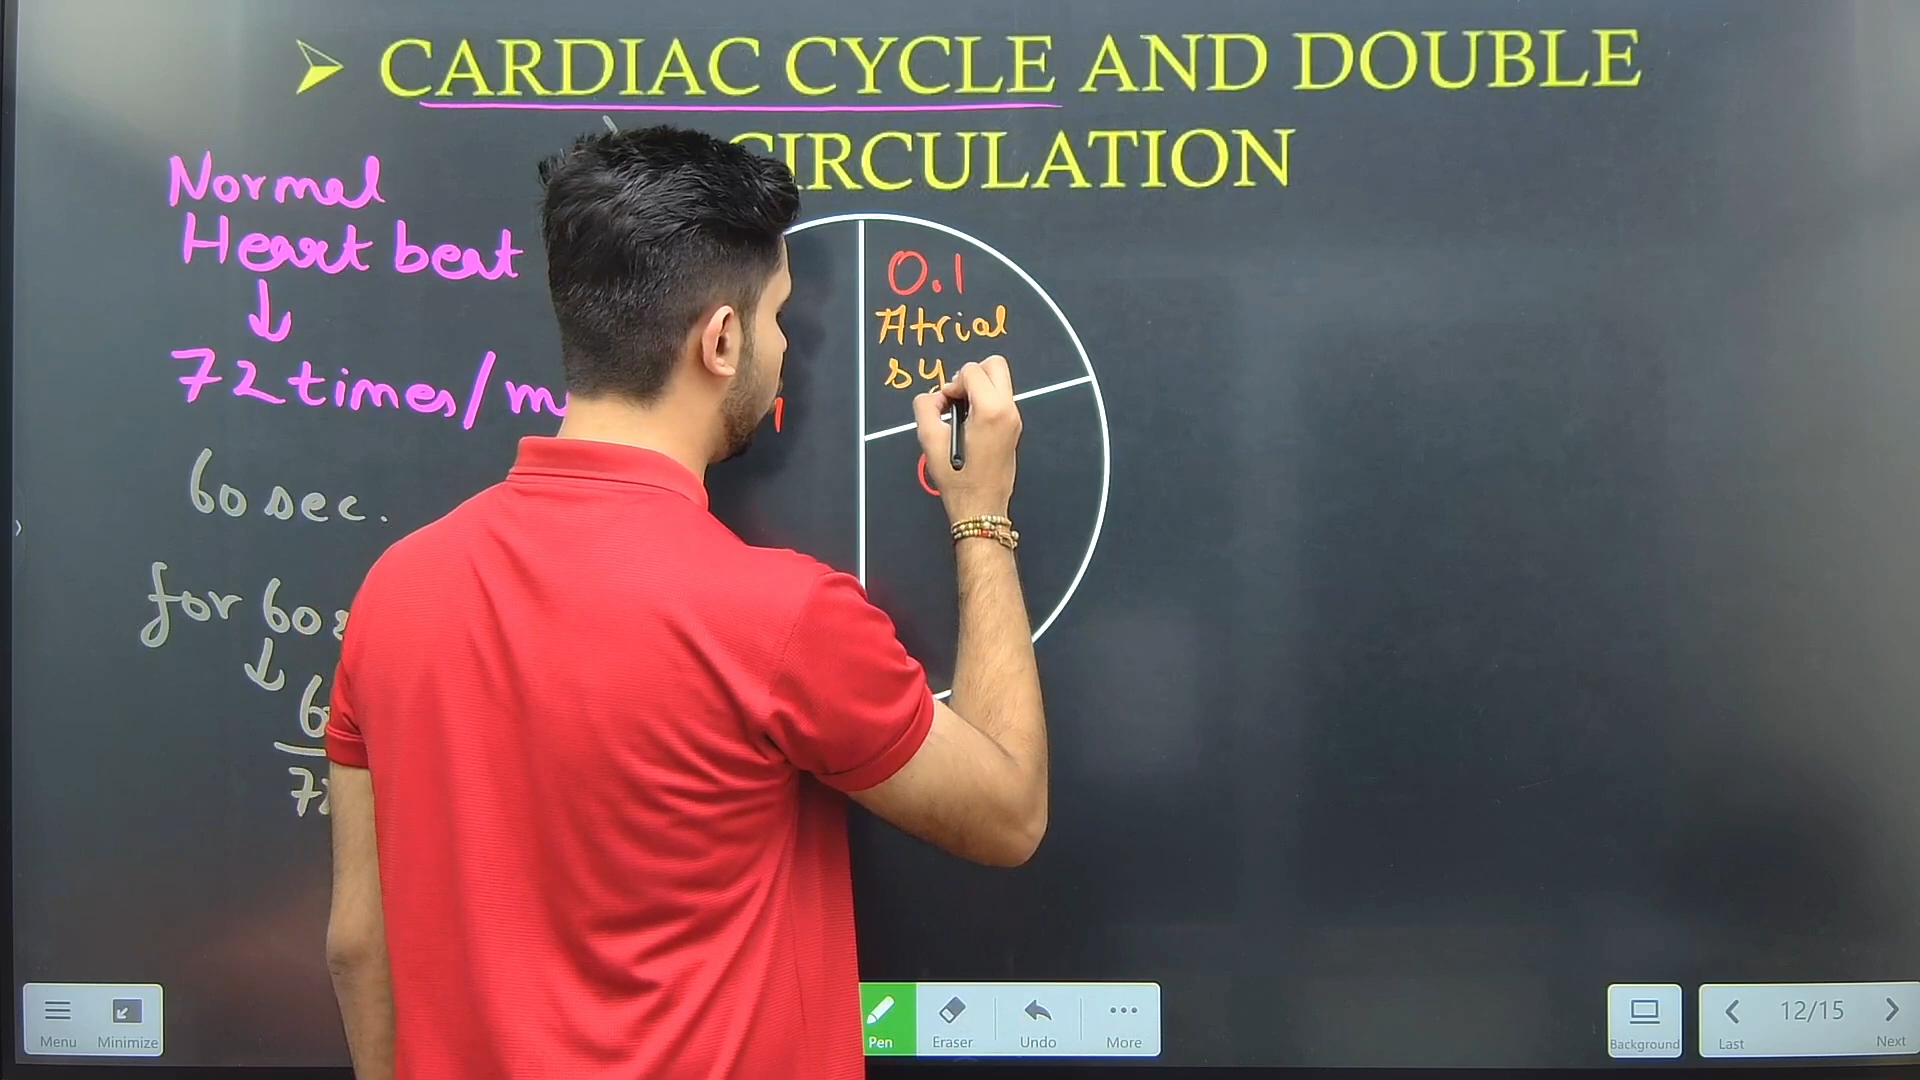 CARDIAC CYCLE AND DOUBLE
CIRCULATION
Normal
Heart beat
72 times/m
60 sec.
for 60
0.1
Atrial
sy
Menu
Minimize
Pen
Eraser
Undo
More
Background
Last
12/15
Next